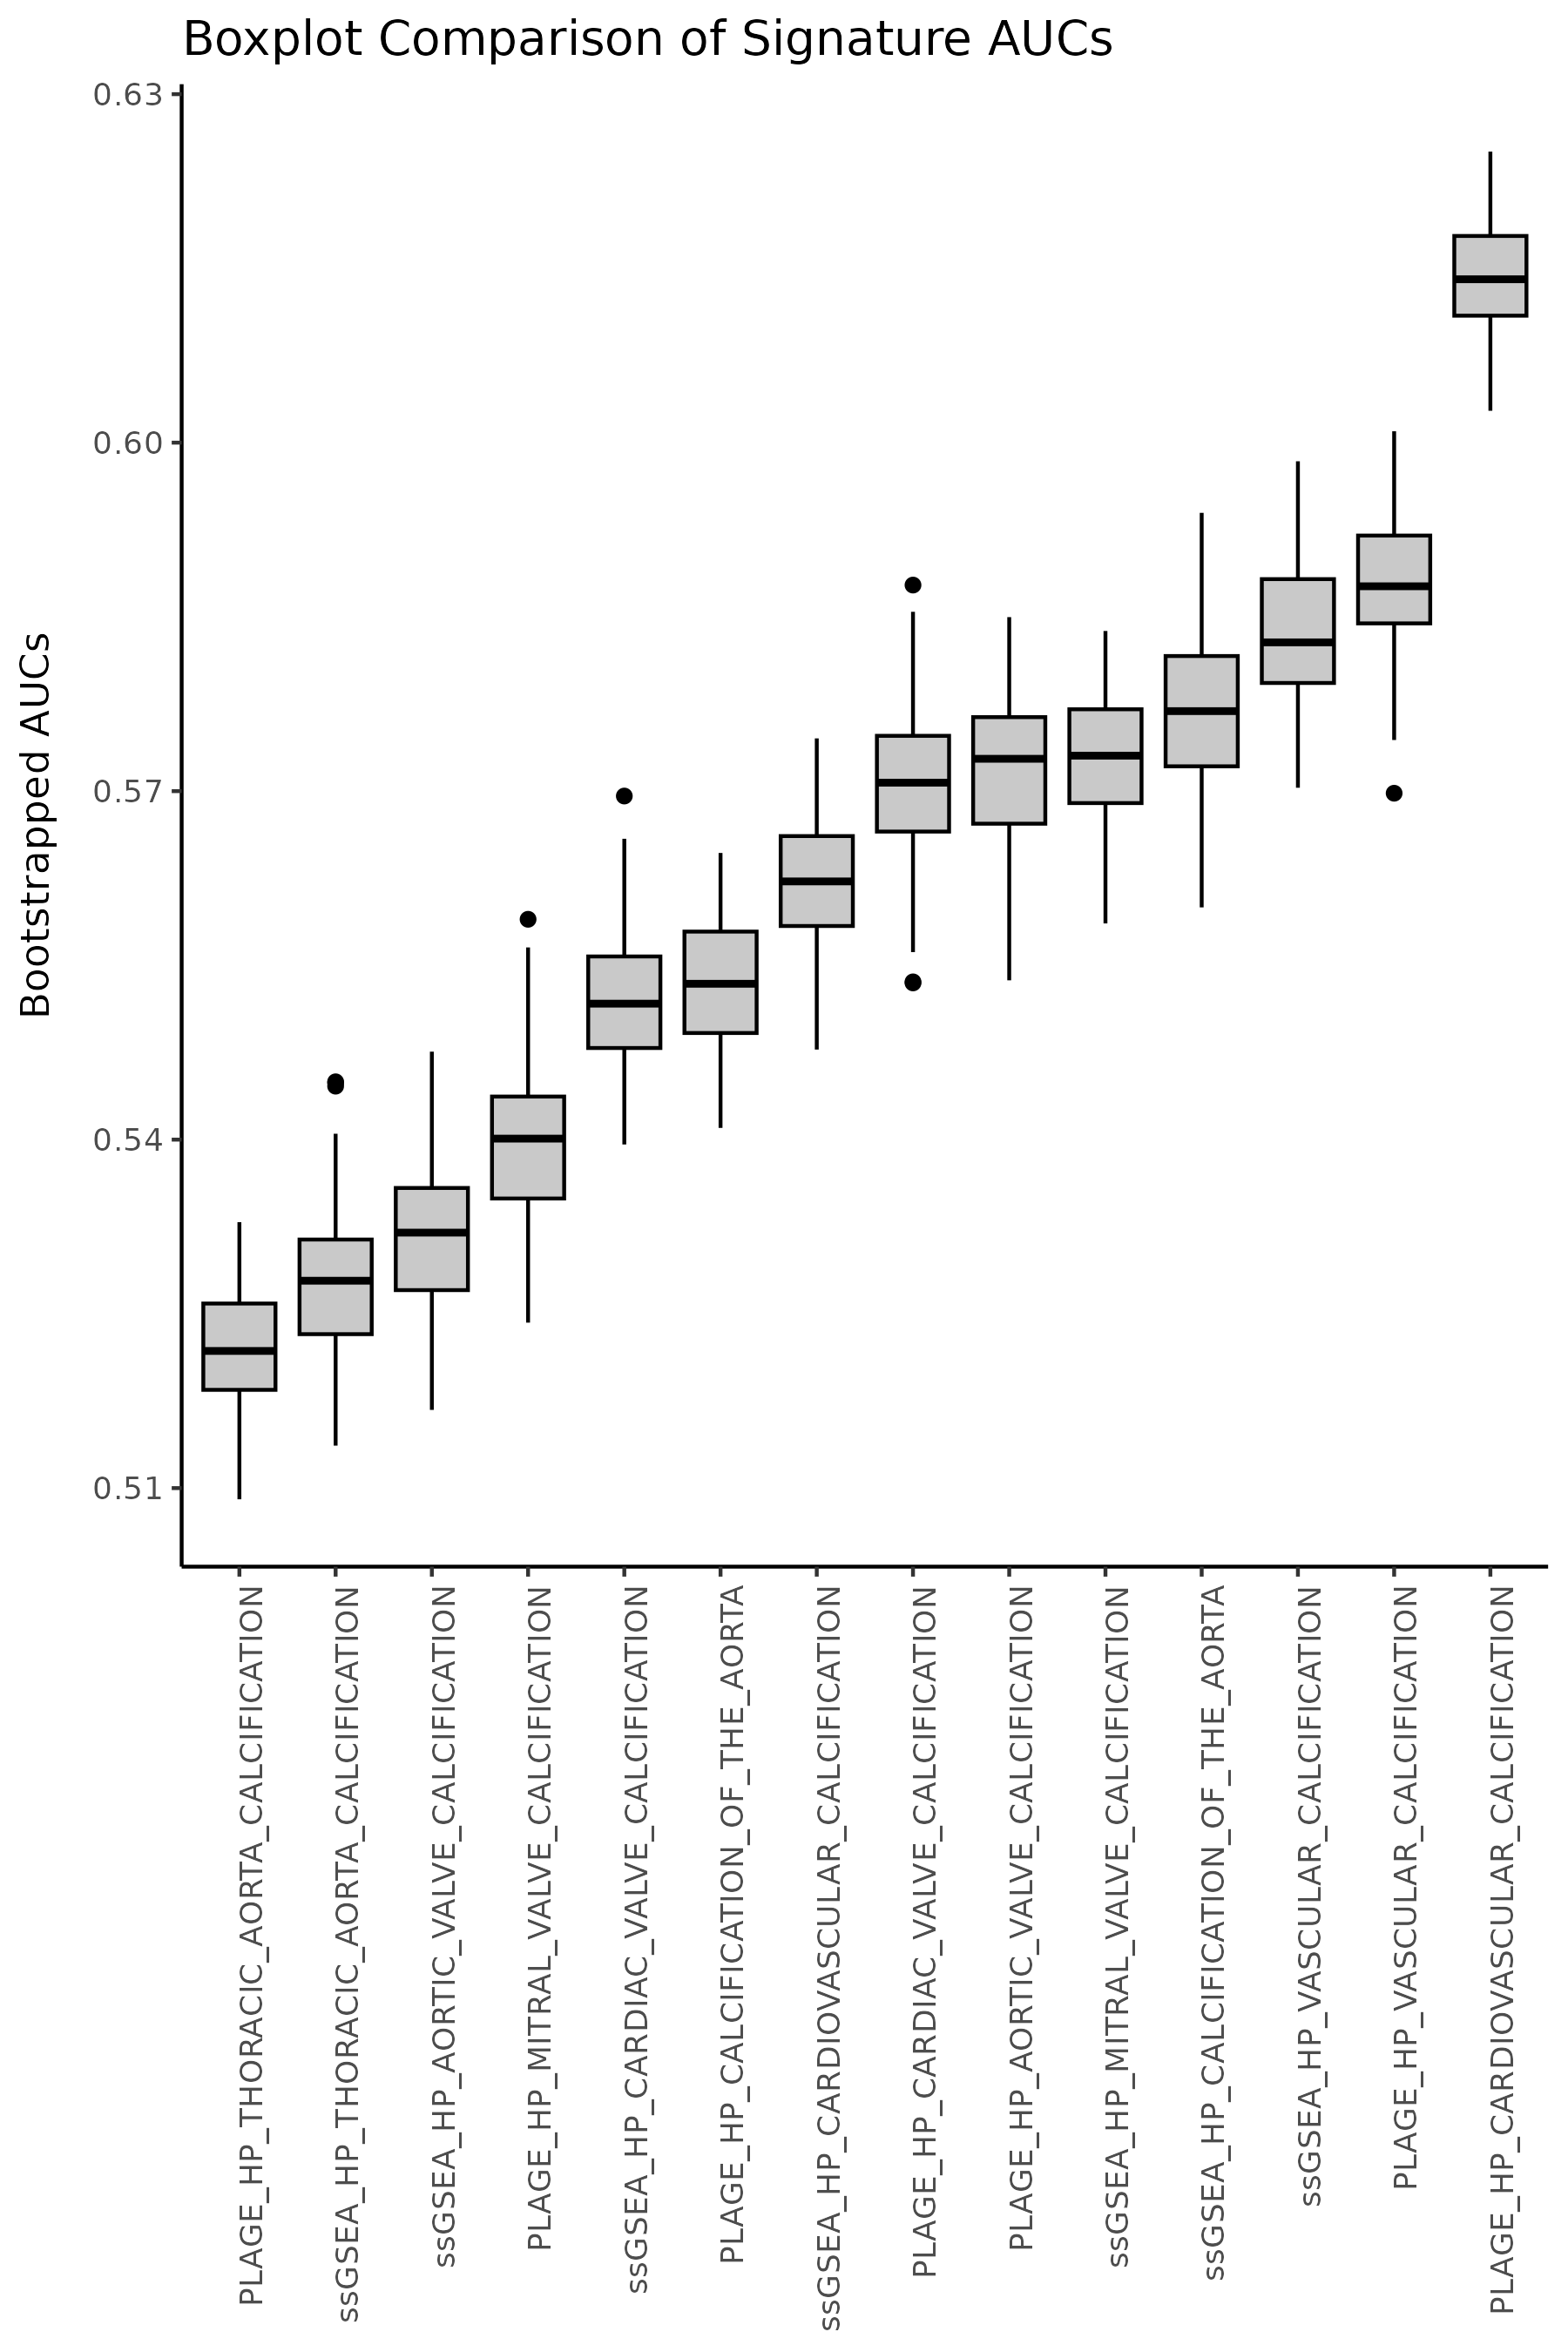 Boxplot Comparison of Signature AUCs
Bootstrapped AUCs
0.63
0.60
0.57
0.54
0.51
PLAGE_HP_THORACIC_AORTA_CALCIFICATION
ssGSEA_HP_THORACIC_AORTA_CALCIFICATION
ssGSEA_HP_AORTIC_VALVE_CALCIFICATION
PLAGE_HP_MITRAL_VALVE_CALCIFICATION
ssGSEA_HP_CARDIAC_VALVE_CALCIFICATION
PLAGE_HP_CALCIFICATION_OF_THE_AORTA
ssGSEA_HP_CARDIOVASCULAR_CALCIFICATION
PLAGE_HP_CARDIAC_VALVE_CALCIFICATION
PLAGE_HP_AORTIC_VALVE_CALCIFICATION
ssGSEA_HP_MITRAL_VALVE_CALCIFICATION
ssGSEA_HP_CALCIFICATION_OF_THE_AORTA
ssGSEA_HP_VASCULAR_CALCIFICATION
PLAGE_HP_VASCULAR_CALCIFICATION
PLAGE_HP_CARDIOVASCULAR_CALCIFICATION